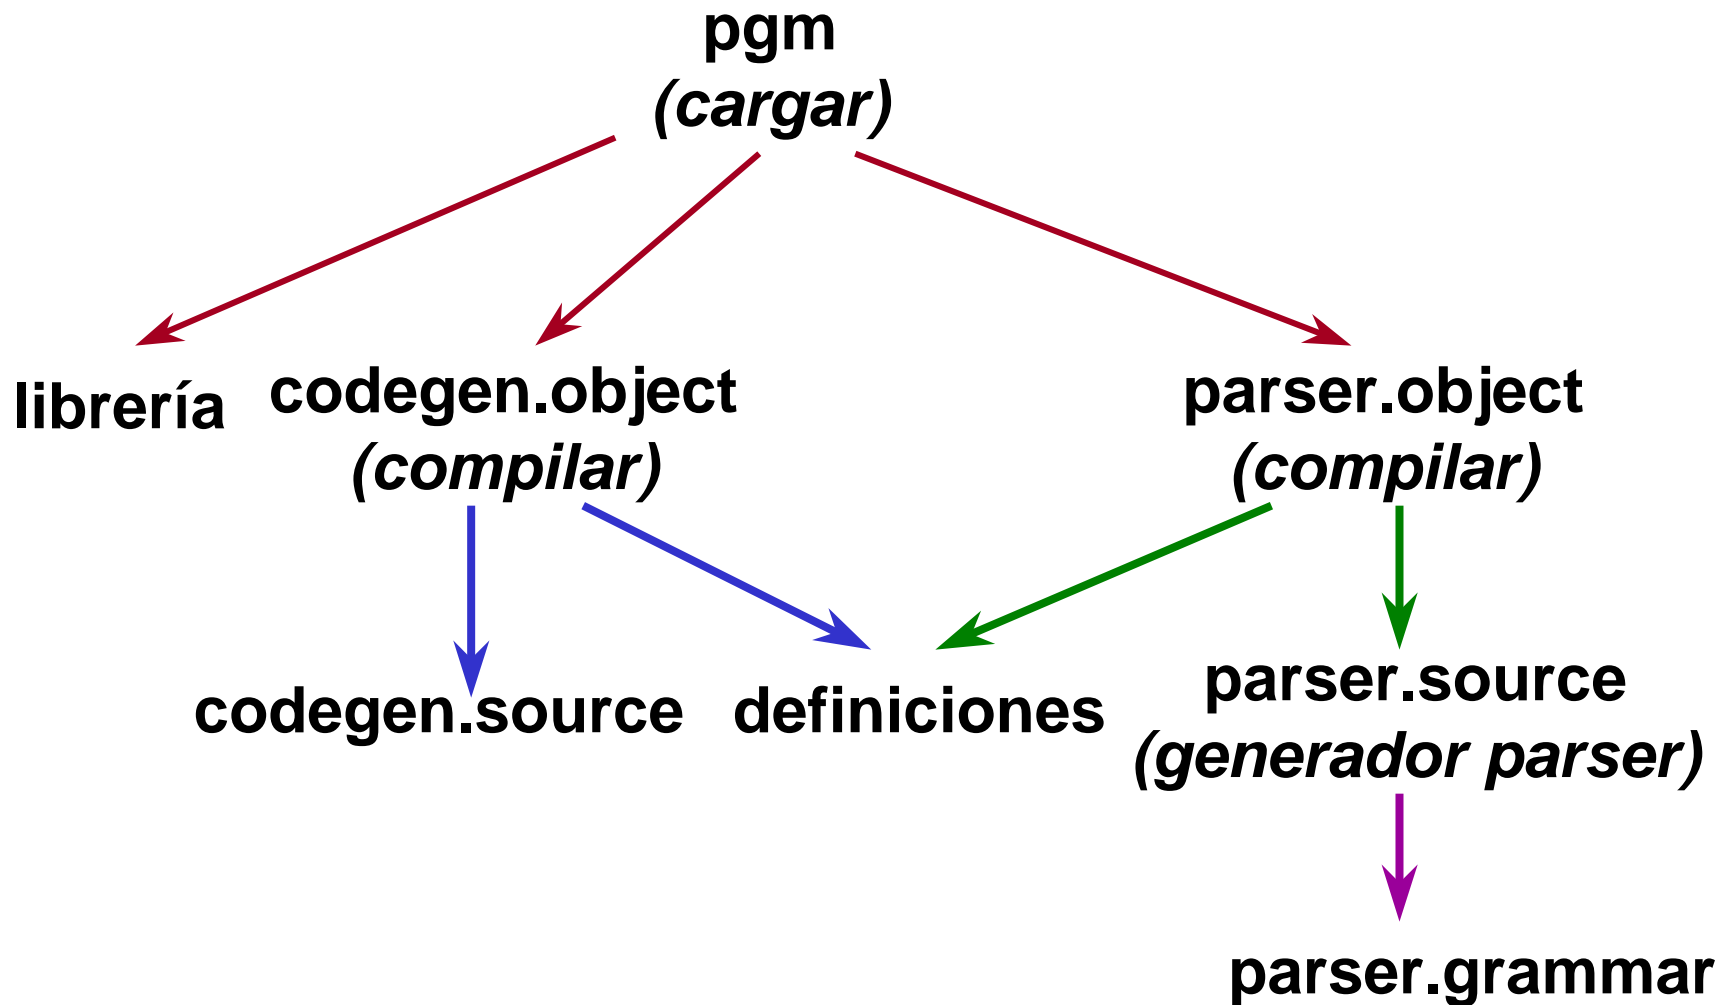 pgm
(cargar)
librería
codegen.object
(compilar)
parser.object
(compilar)
codegen.source
definiciones
parser.source
(generador parser)
parser.grammar